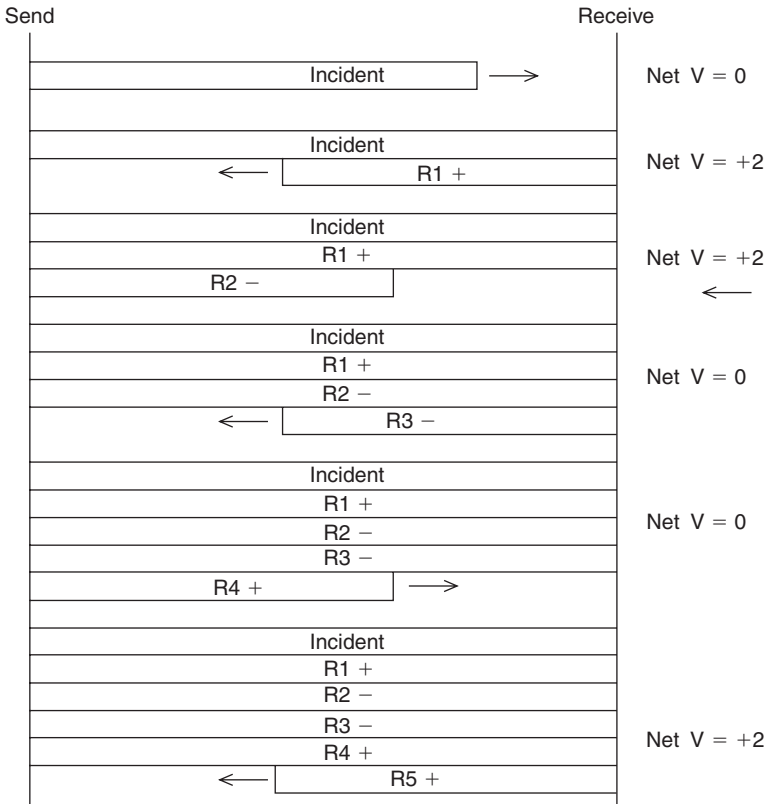 Send Receive
Incident Net V = 0
Incident
R1 + Net V = +2
Incident
R1 + Net V = +2
R2 −
Incident
R1 + Net V = 0
R2 −
R3 −
Incident
R1 +
Net V = 0
R2 −
R3 −
R4 +
Incident
R1 +
R2 −
R3 −
Net V = +2
R4 +
R5 +